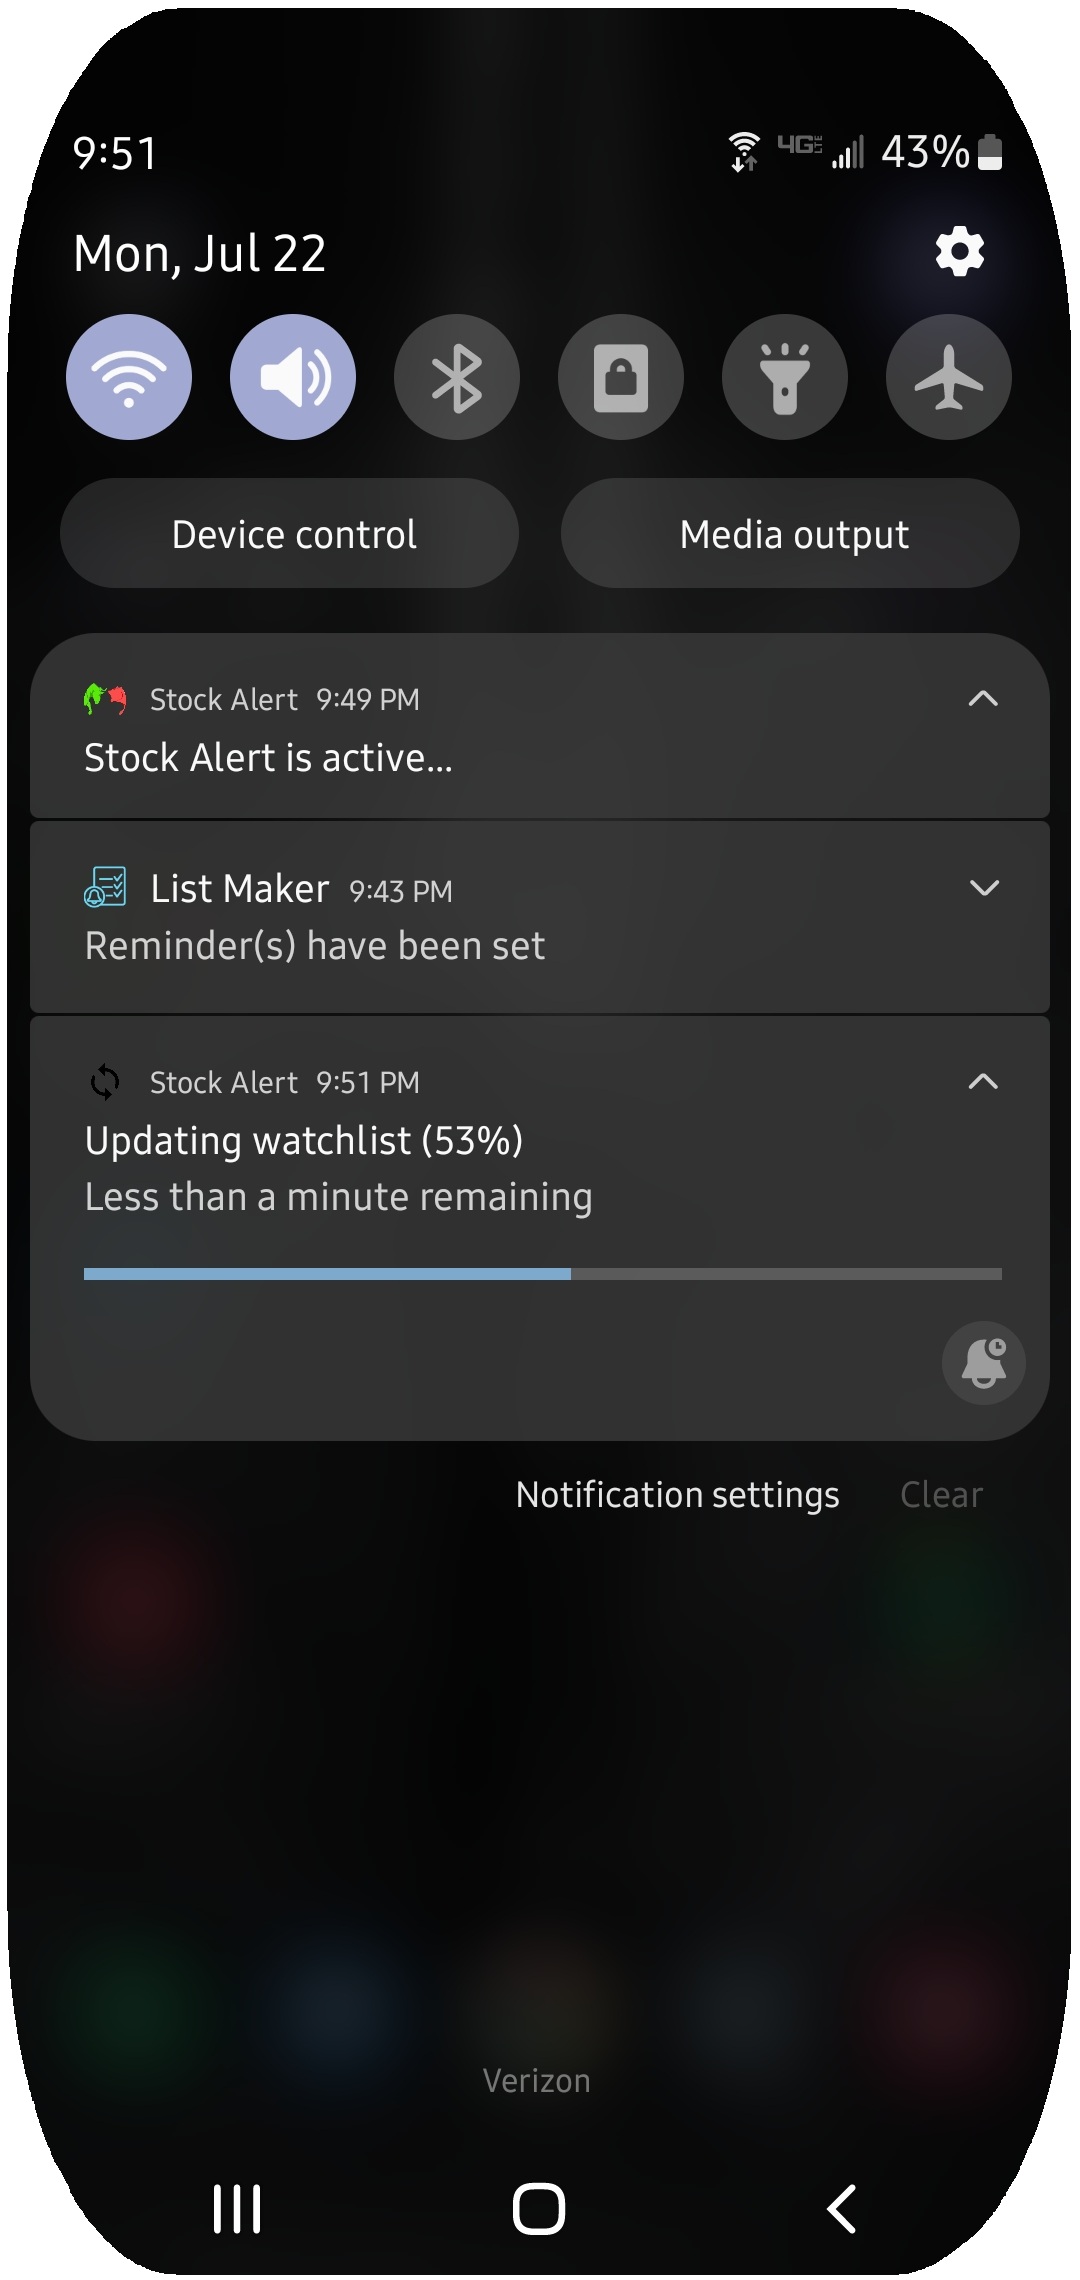 9:51 4G LTE 43%
Mon, Jul 22
Device control Media output
Stock Alert 9:49 PM
Stock Alert is active...
List Maker 9:43 PM
Reminder(s) have been set
Stock Alert 9:51 PM
Updating watchlist (53%)
Less than a minute remaining
Notification settings Clear
Verizon